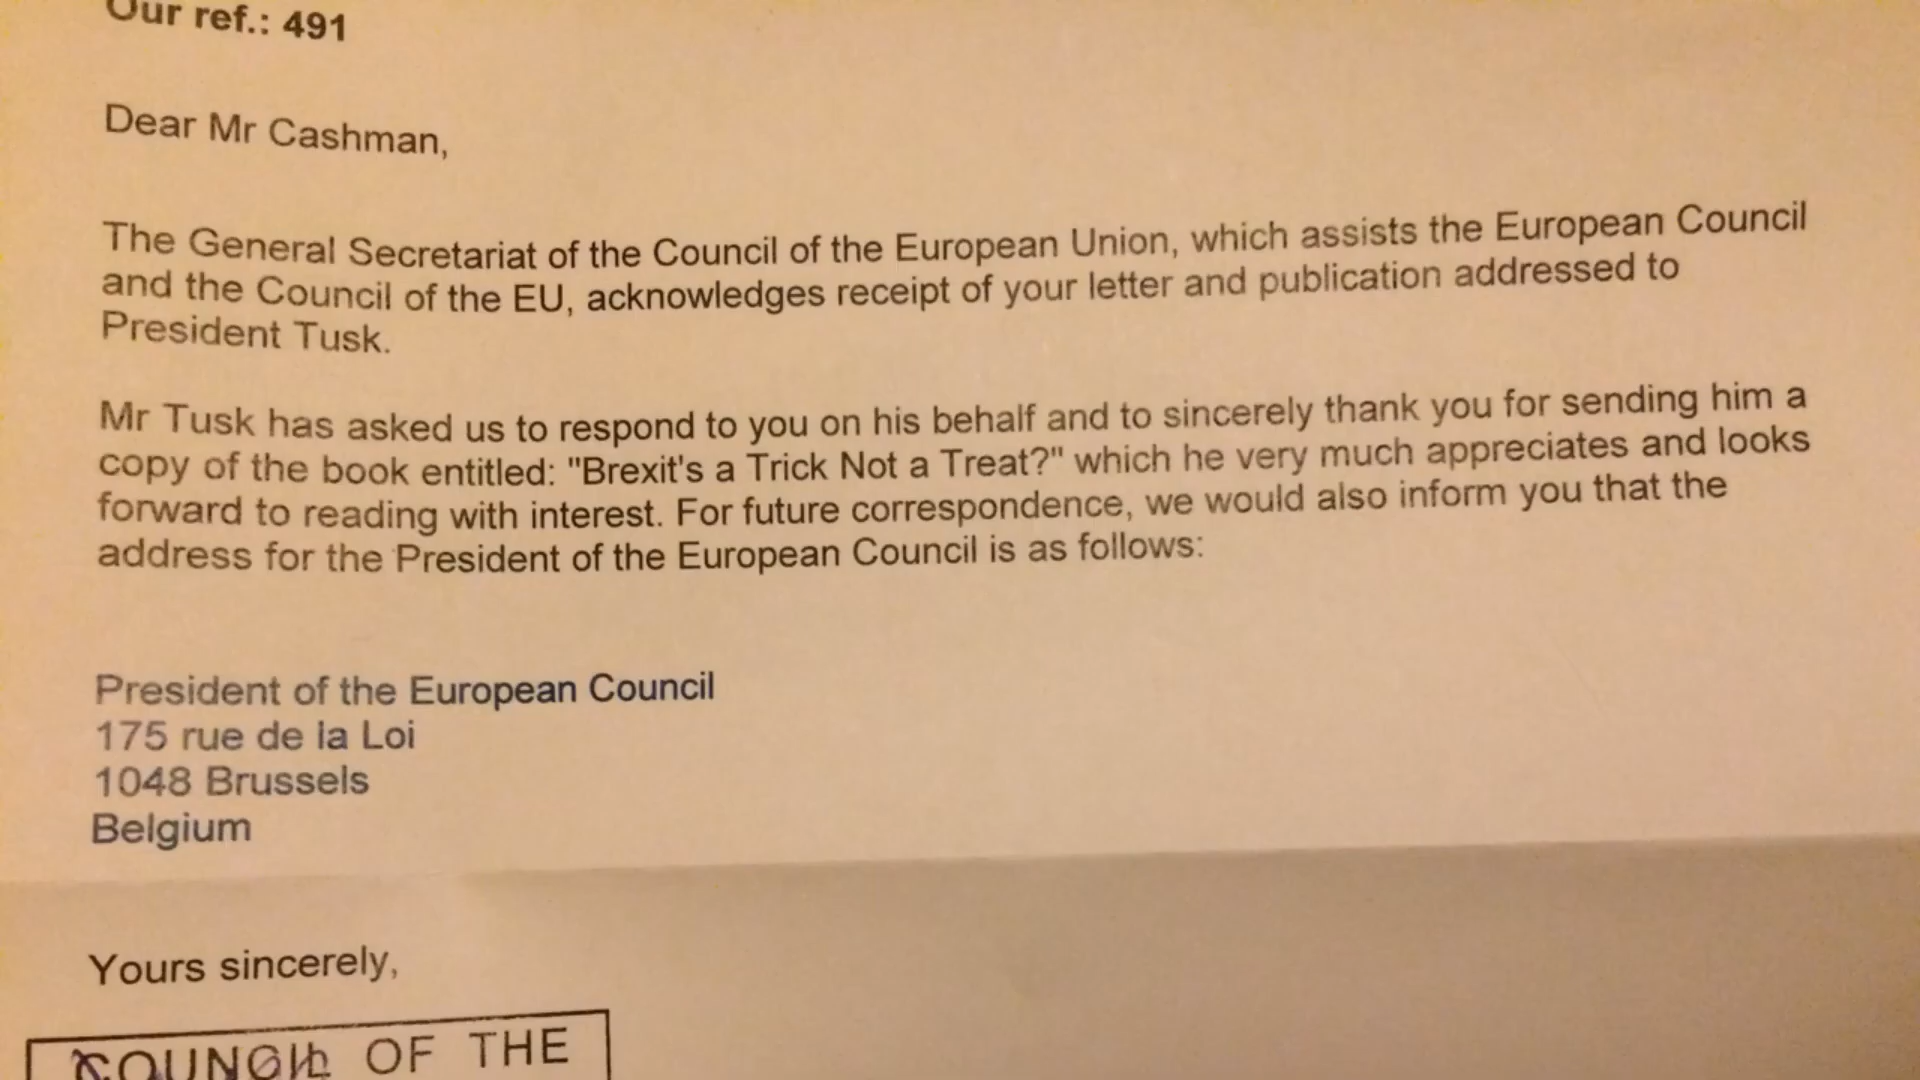 Our ref.: 491
Dear Mr Cashman,
The General Secretariat of the Council of the European Union, which assists the European Council
and the Council of the EU, acknowledges receipt of your letter and publication addressed to
President Tusk.
Mr Tusk has asked us to respond to you on his behalf and to sincerely thank you for sending him a
copy of the book entitled: "Brexit's a Trick Not a Treat?" which he very much appreciates and looks
forward to reading with interest. For future correspondence, we would also inform you that the
address for the President of the European Council is as follows:
President of the European Council
175 rue de la Loi
1048 Brussels
Belgium
Yours sincerely,
COUNCIL OF THE